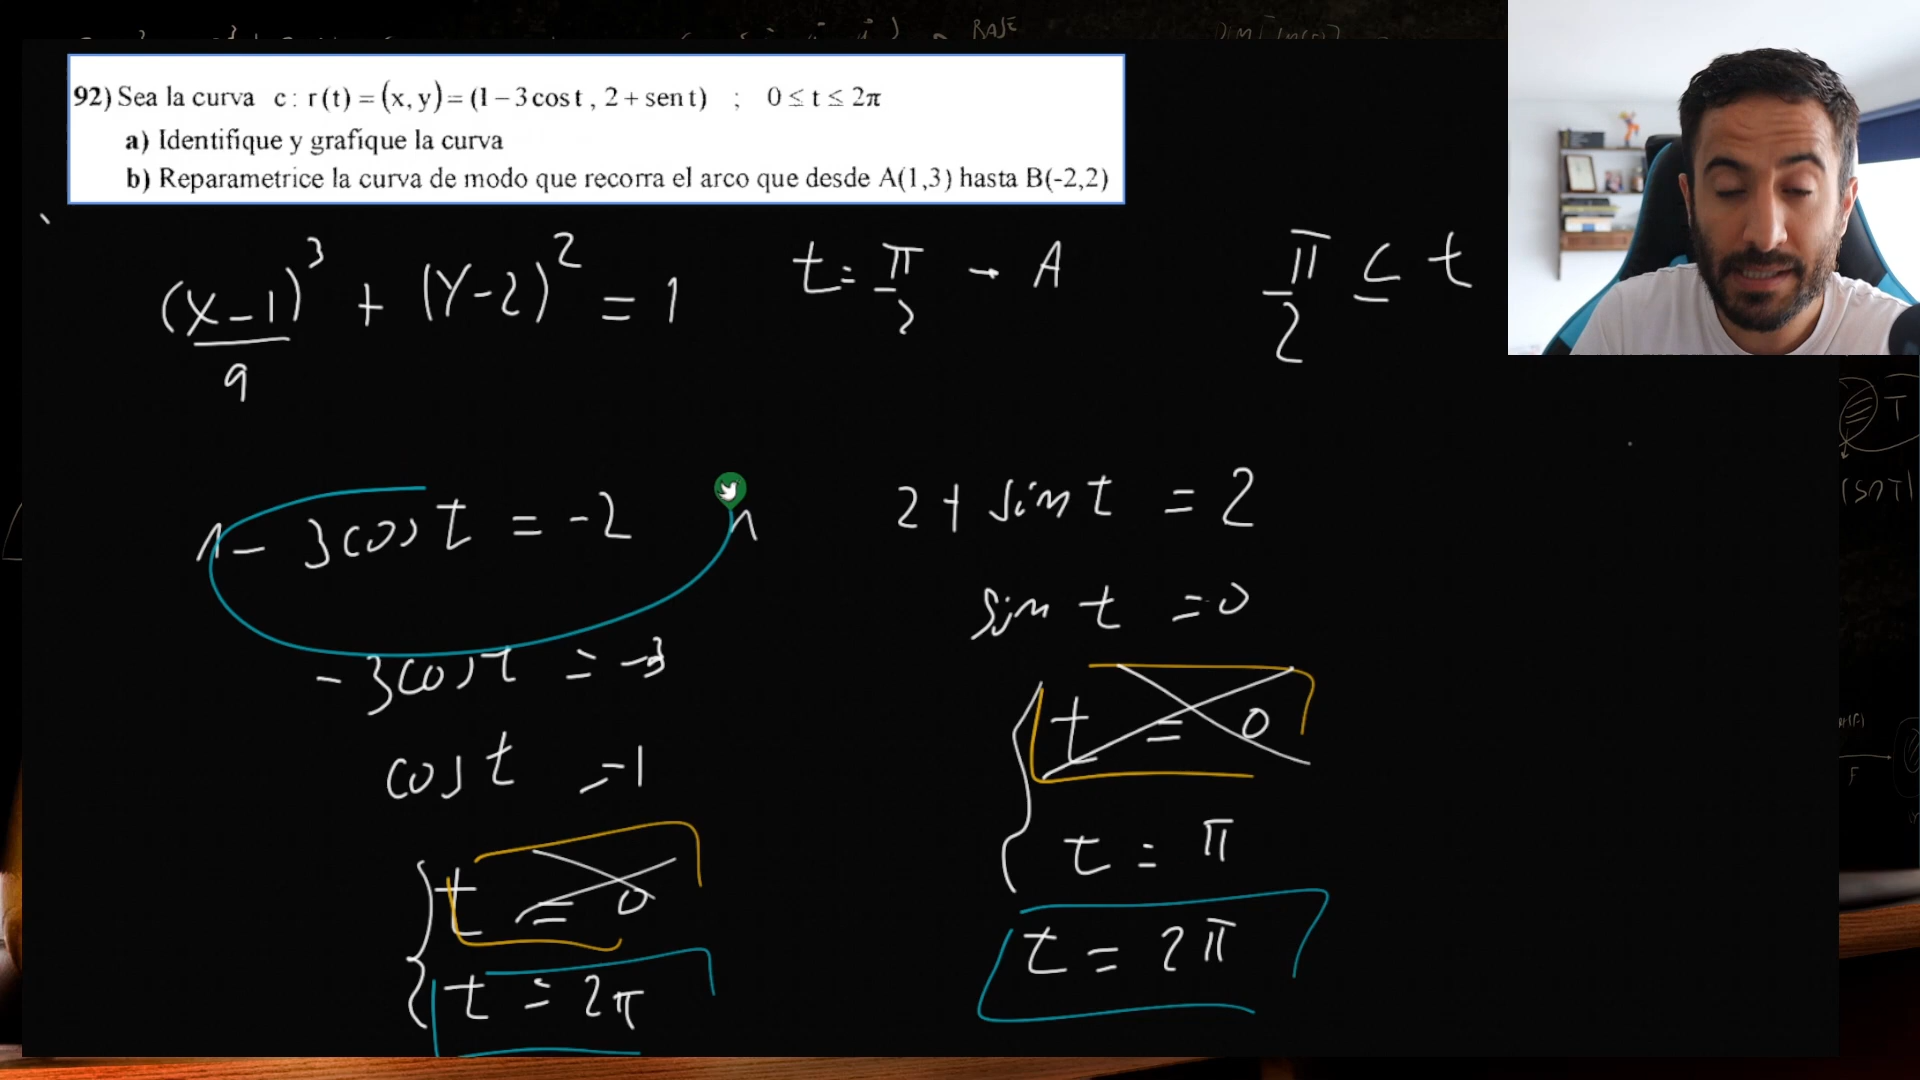 BASE
92) Sea la curva c: r(t) = (x, y) = (1 – 3cos t , 2 + sen t) ; 0 ≤ t ≤ 2π
a) Identifique y grafique la curva
b) Reparametrice la curva de modo que recorra el arco que desde A(1,3) hasta B(-2,2)
(x-1)³/9 + (Y-2)² = 1
t = π/2 → A
π/2 ≤ t
1 - 3cos t = -2
2 + sin t = 2
sin t = 0
-3cos t = -3
t = 0
cos t = -1
t = π
t = 0
t = 2π
t = 2π
T
F